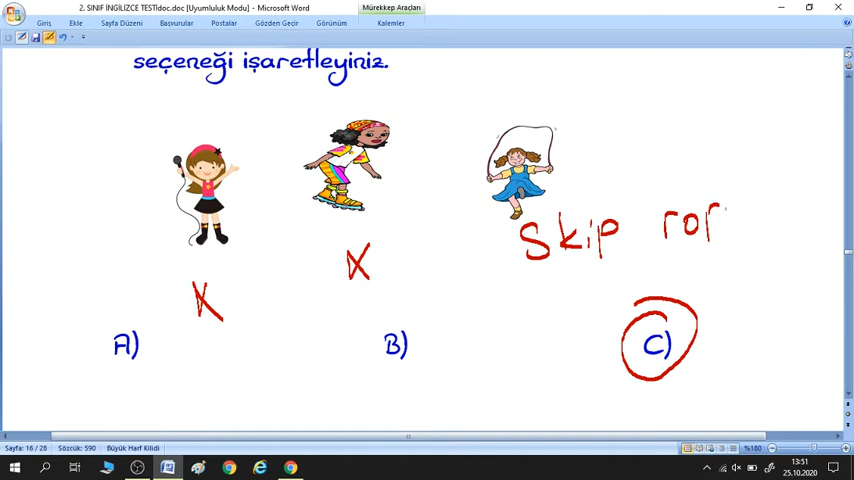 2. SINIF İNGİLİZCE TESTİdoc.doc [Uyumluluk Modu] - Microsoft Word
Mürekkep Araçları
Giriş Ekle Sayfa Düzeni Başvurular Postalar Gözden Geçir Görünüm Kalemler
seçeneği işaretleyiniz.
Skip ror
A) B) C)
Sayfa: 16 / 28 Sözcük: 590 Büyük Harf Kilidi %180
13:51
25.10.2020